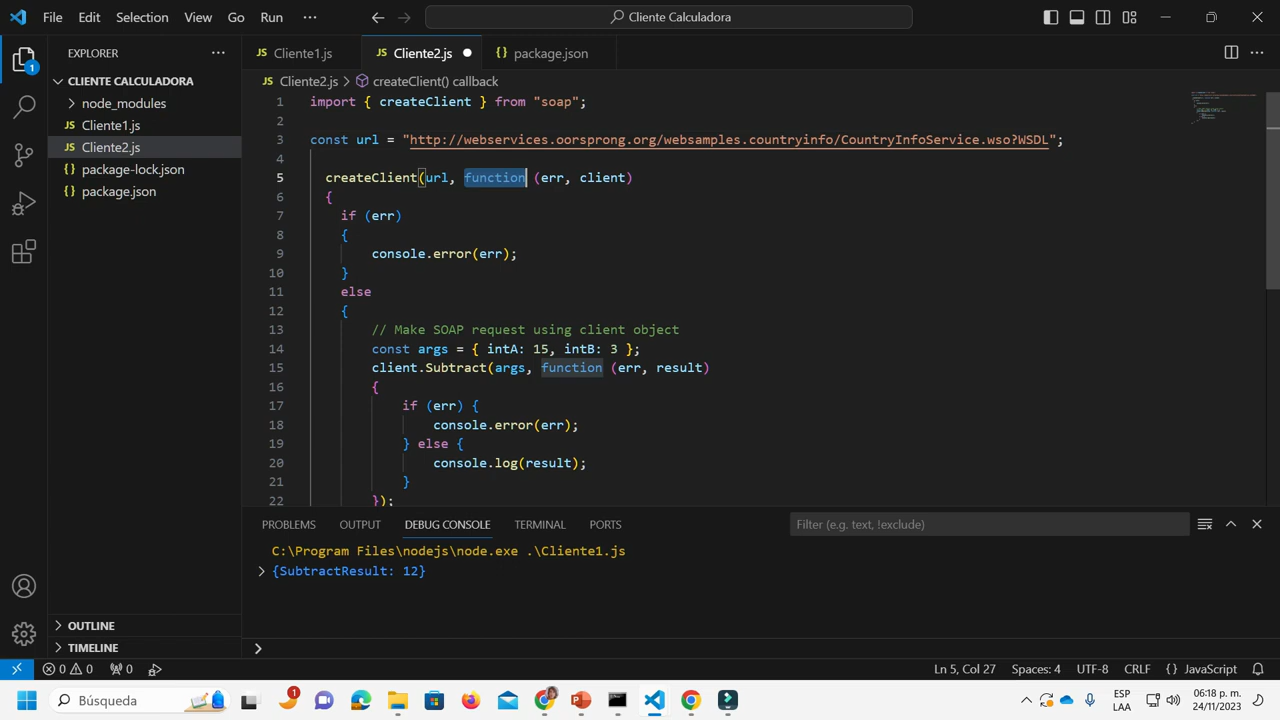 File Edit Selection View Go Run ··· Cliente Calculadora
EXPLORER ···
CLIENTE CALCULADORA
node_modules
JS Cliente1.js
JS Cliente2.js
{} package-lock.json
{} package.json
OUTLINE
TIMELINE
1
JS Cliente1.js JS Cliente2.js {} package.json
JS Cliente2.js > createClient() callback
1 import { createClient } from "soap";
2
3 const url = "http://webservices.oorsprong.org/websamples.countryinfo/CountryInfoService.wso?WSDL";
4
5 createClient(url, function (err, client)
6 {
7 if (err)
8 {
9 console.error(err);
10 }
11 else
12 {
13 // Make SOAP request using client object
14 const args = { intA: 15, intB: 3 };
15 client.Subtract(args, function (err, result)
16 {
17 if (err) {
18 console.error(err);
19 } else {
20 console.log(result);
21 }
22 });
PROBLEMS OUTPUT DEBUG CONSOLE TERMINAL PORTS Filter (e.g. text, !exclude)
C:\Program Files\nodejs\node.exe .\Cliente1.js
> {SubtractResult: 12}
>
0 0 0 Ln 5, Col 27 Spaces: 4 UTF-8 CRLF {} JavaScript
Búsqueda 1 ESP LAA 06:18 p. m. 24/11/2023